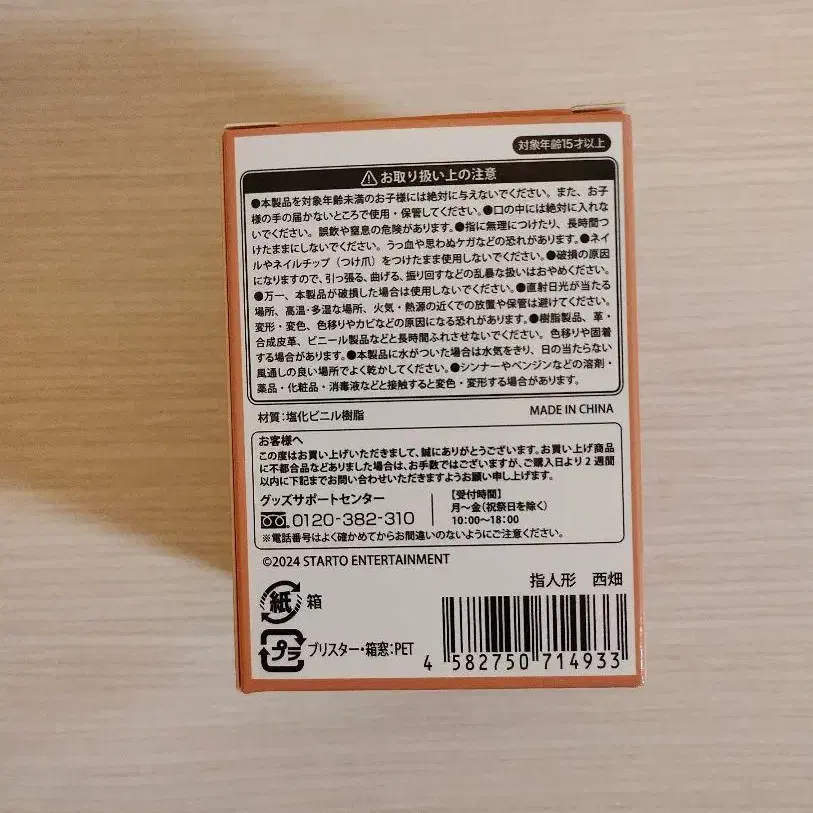 対象年齢15才以上
⚠お取り扱い上の注意
●本製品を対象年齢未満のお子様には絶対に与えないでください。また、お子
様の手の届かないところで使用・保管してください。●口の中には絶対に入れな
いでください。誤飲や窒息の危険があります。●指に無理につけたり、長時間つ
けたままにしないでください。うっ血や思わぬケガなどの恐れがあります。●ネイ
ルやネイルチップ（つけ爪）をつけたまま使用しないでください。●破損の原因
になりますので、引っ張る、曲げる、振り回すなどの乱暴な扱いはおやめください。
●万一、本製品が破損した場合は使用しないでください。●直射日光が当たる
場所、高温・多湿な場所、火気・熱源の近くでの放置や保管は避けてください。
変形・変色、色移りやカビなどの原因になる恐れがあります。●樹脂製品、革・
合成皮革、ビニール製品などと長時間ふれさせないでください。色移りや固着
する場合があります。●本製品に水がついた場合は水気をきり、日の当たらない
風通しの良い場所でよく乾かしてください。●シンナーやベンジンなどの溶剤・
薬品・化粧品・消毒液などと接触すると変色・変形する場合があります。
材質：塩化ビニル樹脂
MADE IN CHINA
お客様へ
この度はお買い上げいただきまして、誠にありがとうございます。お買い上げ商品
に不都合品などありました場合は、お手数ではございますが、ご購入日より2週間
以内に下記までお問い合わせいただきますようお願い申し上げます。
グッズサポートセンター
0120-382-310
【受付時間】
月〜金(祝祭日を除く)
10:00〜18:00
※電話番号はよく確かめてからお間違いのないようにご注意ください。
©2024 STARTO ENTERTAINMENT
指人形　西畑
紙 箱
プラ ブリスター・箱窓：PET
4 582750 714933